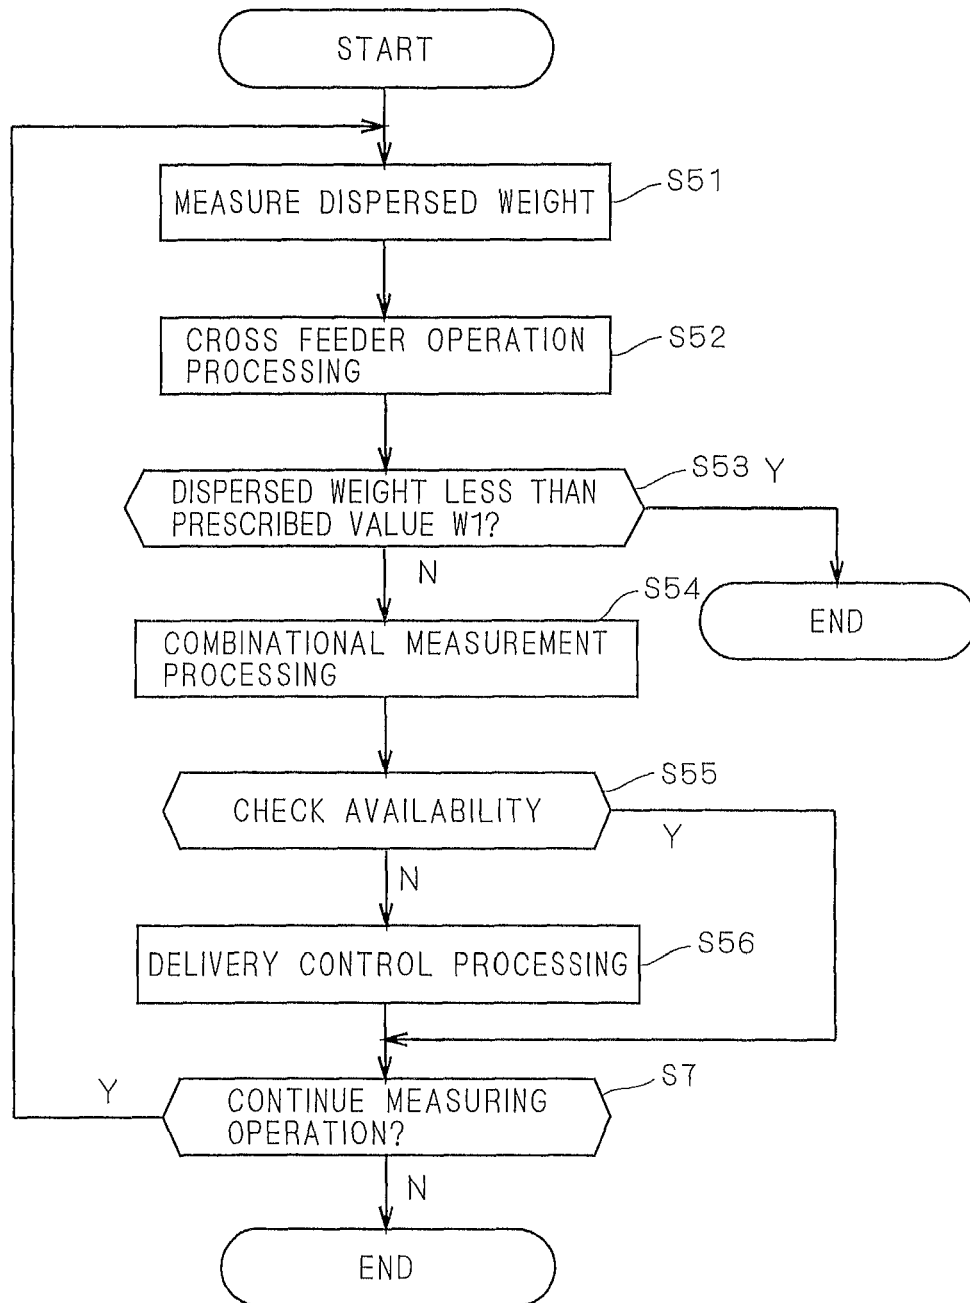 START
MEASURE DISPERSED WEIGHT
S51
CROSS FEEDER OPERATION
PROCESSING
S52
DISPERSED WEIGHT LESS THAN
PRESCRIBED VALUE W1?
S53
Y
N
END
COMBINATIONAL MEASUREMENT
PROCESSING
S54
CHECK AVAILABILITY
S55
Y
N
DELIVERY CONTROL PROCESSING
S56
CONTINUE MEASURING
OPERATION?
S7
Y
N
END